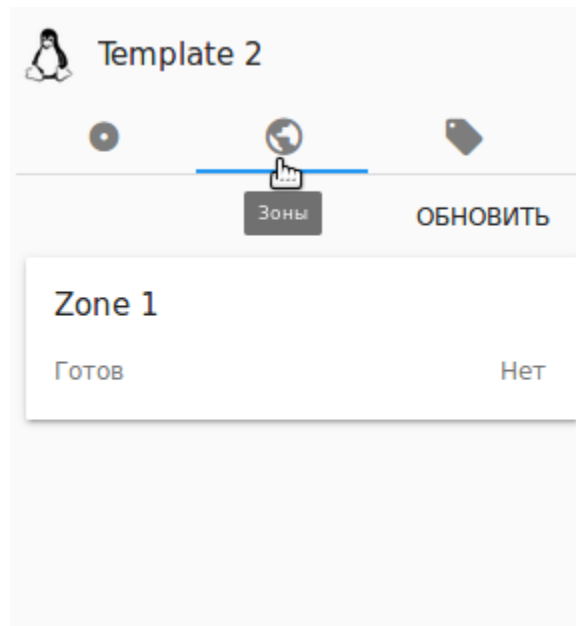 Template 2
Зоны
ОБНОВИТЬ
Zone 1
Готов
Нет